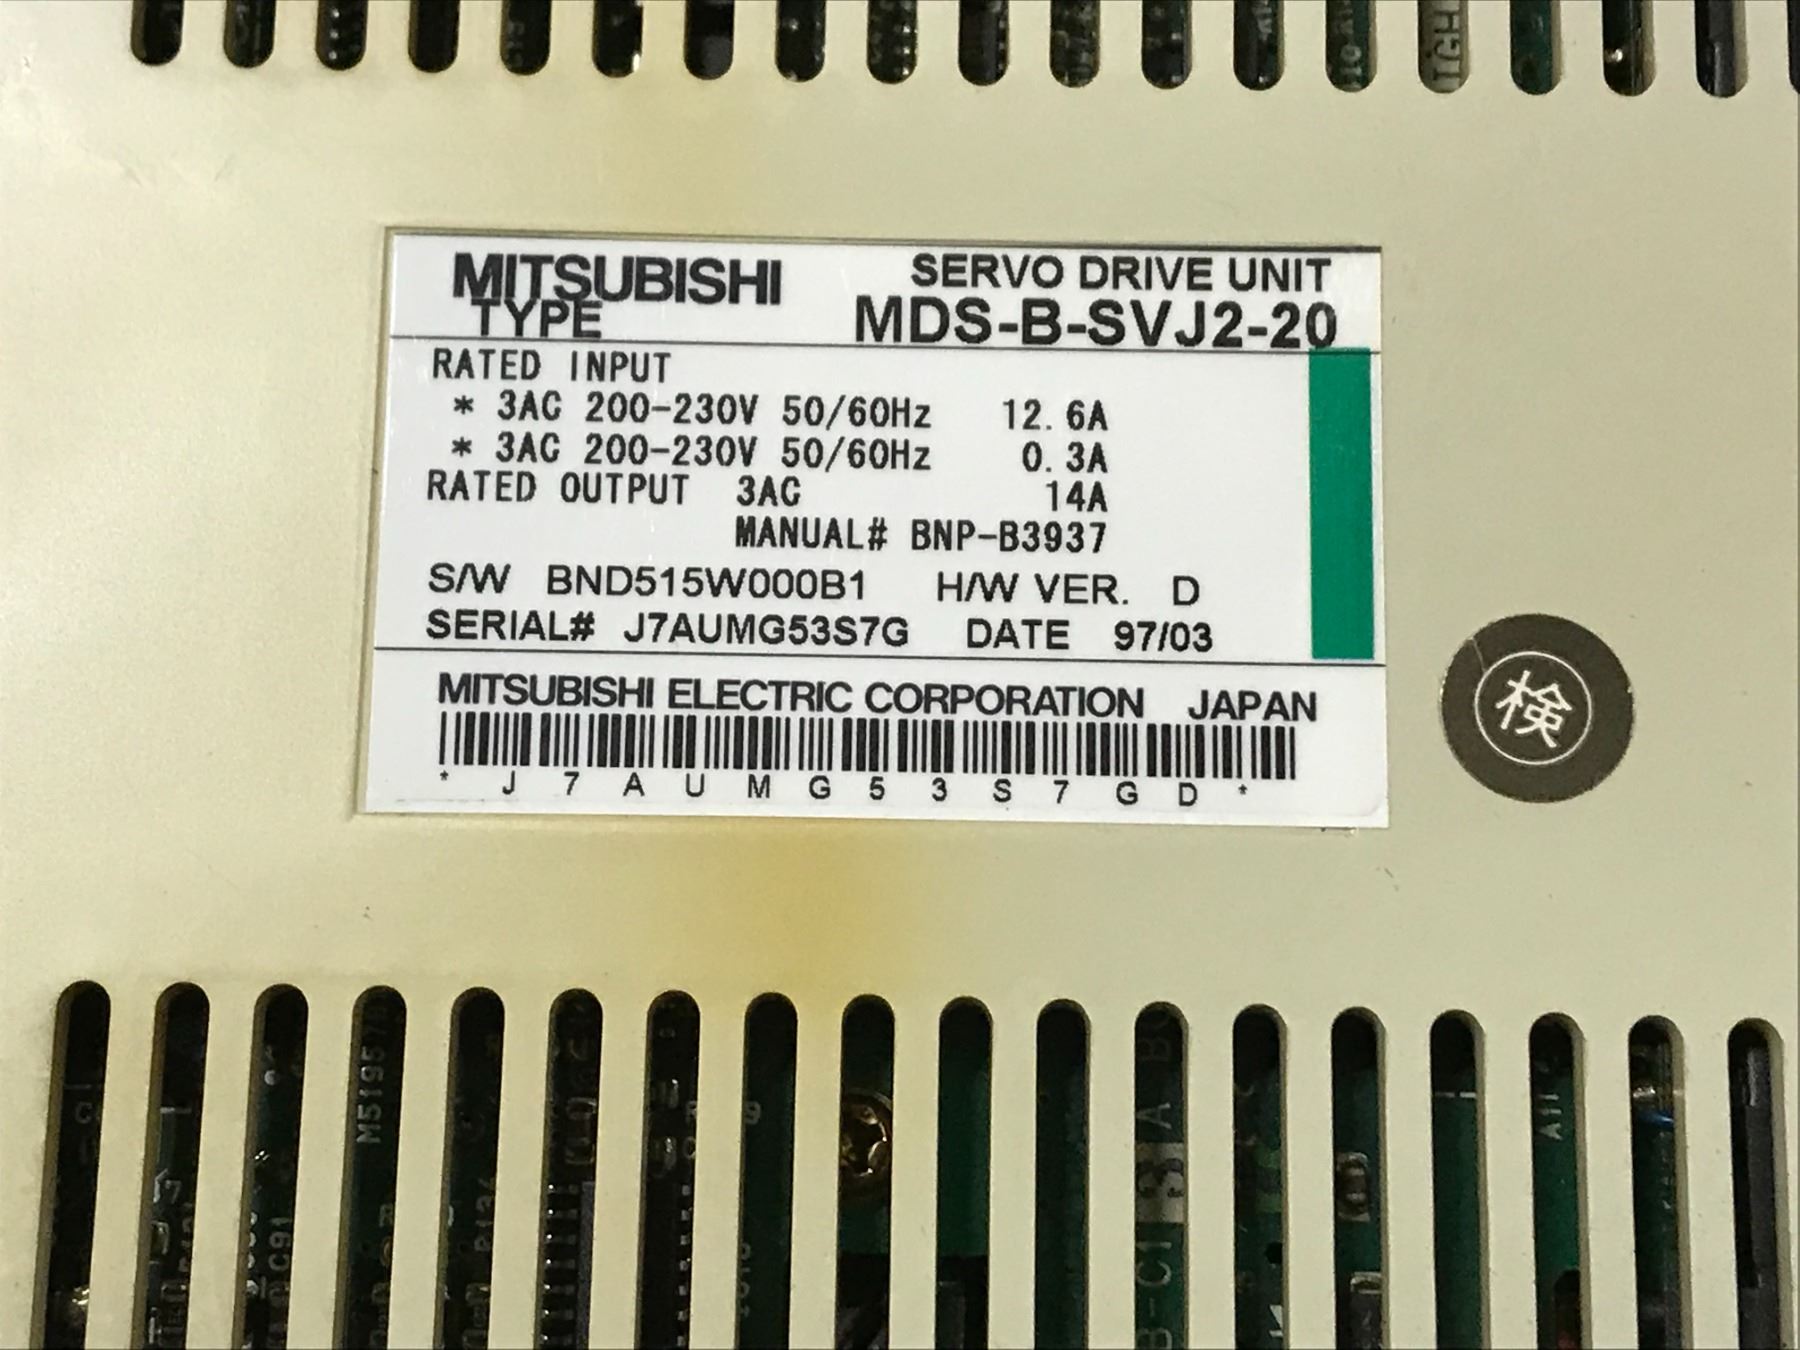 MITSUBISHI SERVO DRIVE UNIT
TYPE MDS-B-SVJ2-20
RATED INPUT
* 3AC 200-230V 50/60Hz 12.6A
* 3AC 200-230V 50/60Hz 0.3A
RATED OUTPUT 3AC 14A
MANUAL# BNP-B3937
S/W BND515W000B1 H/W VER. D
SERIAL# J7AUMG53S7G DATE 97/03
MITSUBISHI ELECTRIC CORPORATION JAPAN
* J 7 A U M G 5 3 S 7 G D *
検